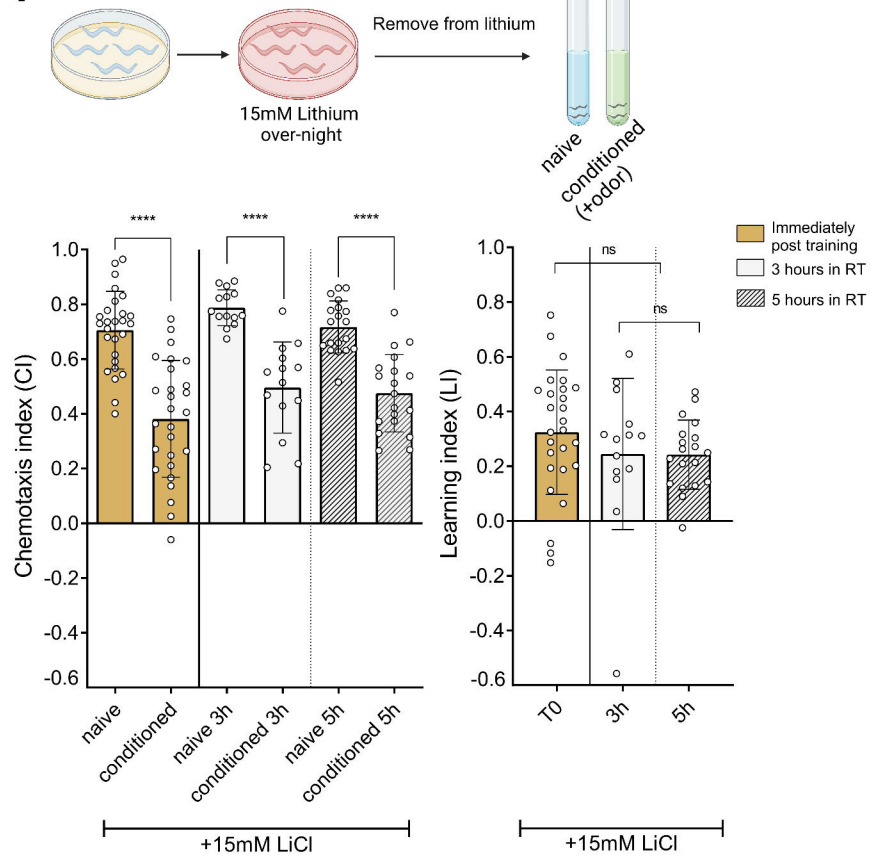 Remove from lithium
15mM Lithium
over-night
naive
conditioned
(+odor)
Immediately
post training
3 hours in RT
5 hours in RT
****
****
****
Chemotaxis index (CI)
1.0
0.8
0.6
0.4
0.2
0.0
-0.2
-0.4
-0.6
naive
conditioned
naive 3h
conditioned 3h
naive 5h
conditioned 5h
+15mM LiCl
ns
ns
Learning index (LI)
1.0
0.8
0.6
0.4
0.2
0.0
-0.2
-0.4
-0.6
T0
3h
5h
+15mM LiCl